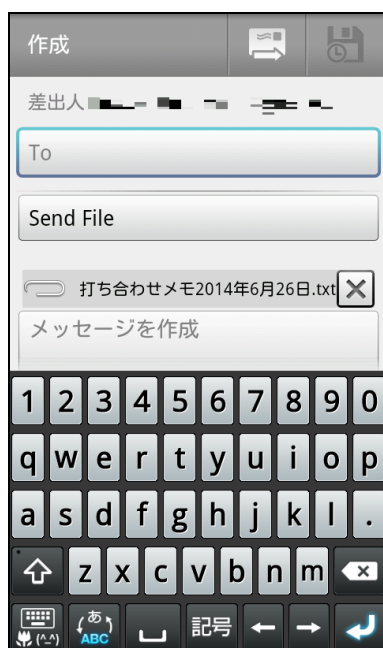 作成
差出人
To
Send File
打ち合わせメモ2014年6月26日.txt
メッセージを作成
1 2 3 4 5 6 7 8 9 0
q w e r t y u i o p
a s d f g h j k l .
z x c v b n m
(^_^) あ ABC 記号